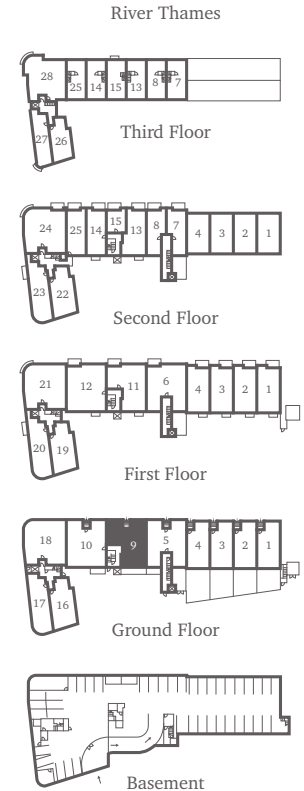 River Thames
28 25 14 15 13 8 7
27 26
Third Floor
24 25 14 15 13 8 7 4 3 2 1
23 22
Second Floor
21 12 11 6 4 3 2 1
20 19
First Floor
18 10 9 5 4 3 2 1
17 16
Ground Floor
Basement